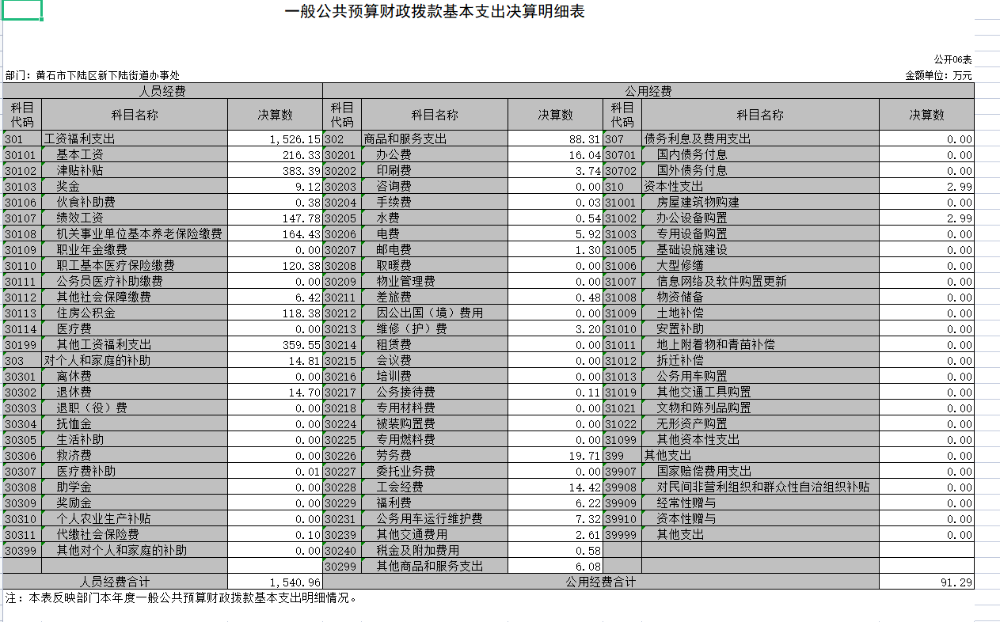 一般公共预算财政拨款基本支出决算明细表
公开06表
部门：黄石市下陆区新下陆街道办事处 金额单位：万元
人员经费 公用经费
科目代码 科目名称 决算数 科目代码 科目名称 决算数 科目代码 科目名称 决算数
301 工资福利支出 1,526.15 302 商品和服务支出 88.31 307 债务利息及费用支出 0.00
30101 基本工资 216.33 30201 办公费 16.04 30701 国内债务付息 0.00
30102 津贴补贴 383.39 30202 印刷费 3.74 30702 国外债务付息 0.00
30103 奖金 9.12 30203 咨询费 0.00 310 资本性支出 2.99
30106 伙食补助费 0.38 30204 手续费 0.03 31001 房屋建筑物购建 0.00
30107 绩效工资 147.78 30205 水费 0.54 31002 办公设备购置 2.99
30108 机关事业单位基本养老保险缴费 164.43 30206 电费 5.92 31003 专用设备购置 0.00
30109 职业年金缴费 0.00 30207 邮电费 1.30 31005 基础设施建设 0.00
30110 职工基本医疗保险缴费 120.38 30208 取暖费 0.00 31006 大型修缮 0.00
30111 公务员医疗补助缴费 0.00 30209 物业管理费 0.00 31007 信息网络及软件购置更新 0.00
30112 其他社会保障缴费 6.42 30211 差旅费 0.48 31008 物资储备 0.00
30113 住房公积金 118.38 30212 因公出国（境）费用 0.00 31009 土地补偿 0.00
30114 医疗费 0.00 30213 维修（护）费 3.20 31010 安置补助 0.00
30199 其他工资福利支出 359.55 30214 租赁费 0.00 31011 地上附着物和青苗补偿 0.00
303 对个人和家庭的补助 14.81 30215 会议费 0.00 31012 拆迁补偿 0.00
30301 离休费 0.00 30216 培训费 0.00 31013 公务用车购置 0.00
30302 退休费 14.70 30217 公务接待费 0.11 31019 其他交通工具购置 0.00
30303 退职（役）费 0.00 30218 专用材料费 0.00 31021 文物和陈列品购置 0.00
30304 抚恤金 0.00 30224 被装购置费 0.00 31022 无形资产购置 0.00
30305 生活补助 0.00 30225 专用燃料费 0.00 31099 其他资本性支出 0.00
30306 救济费 0.00 30226 劳务费 19.71 399 其他支出 0.00
30307 医疗费补助 0.01 30227 委托业务费 0.00 39907 国家赔偿费用支出 0.00
30308 助学金 0.00 30228 工会经费 14.42 39908 对民间非营利组织和群众性自治组织补贴 0.00
30309 奖励金 0.00 30229 福利费 6.22 39909 经常性赠与 0.00
30310 个人农业生产补贴 0.00 30231 公务用车运行维护费 7.32 39910 资本性赠与 0.00
30311 代缴社会保险费 0.10 30239 其他交通费用 2.61 39999 其他支出 0.00
30399 其他对个人和家庭的补助 0.00 30240 税金及附加费用 0.58
30299 其他商品和服务支出 6.08
人员经费合计 1,540.96 公用经费合计 91.29
注：本表反映部门本年度一般公共预算财政拨款基本支出明细情况。